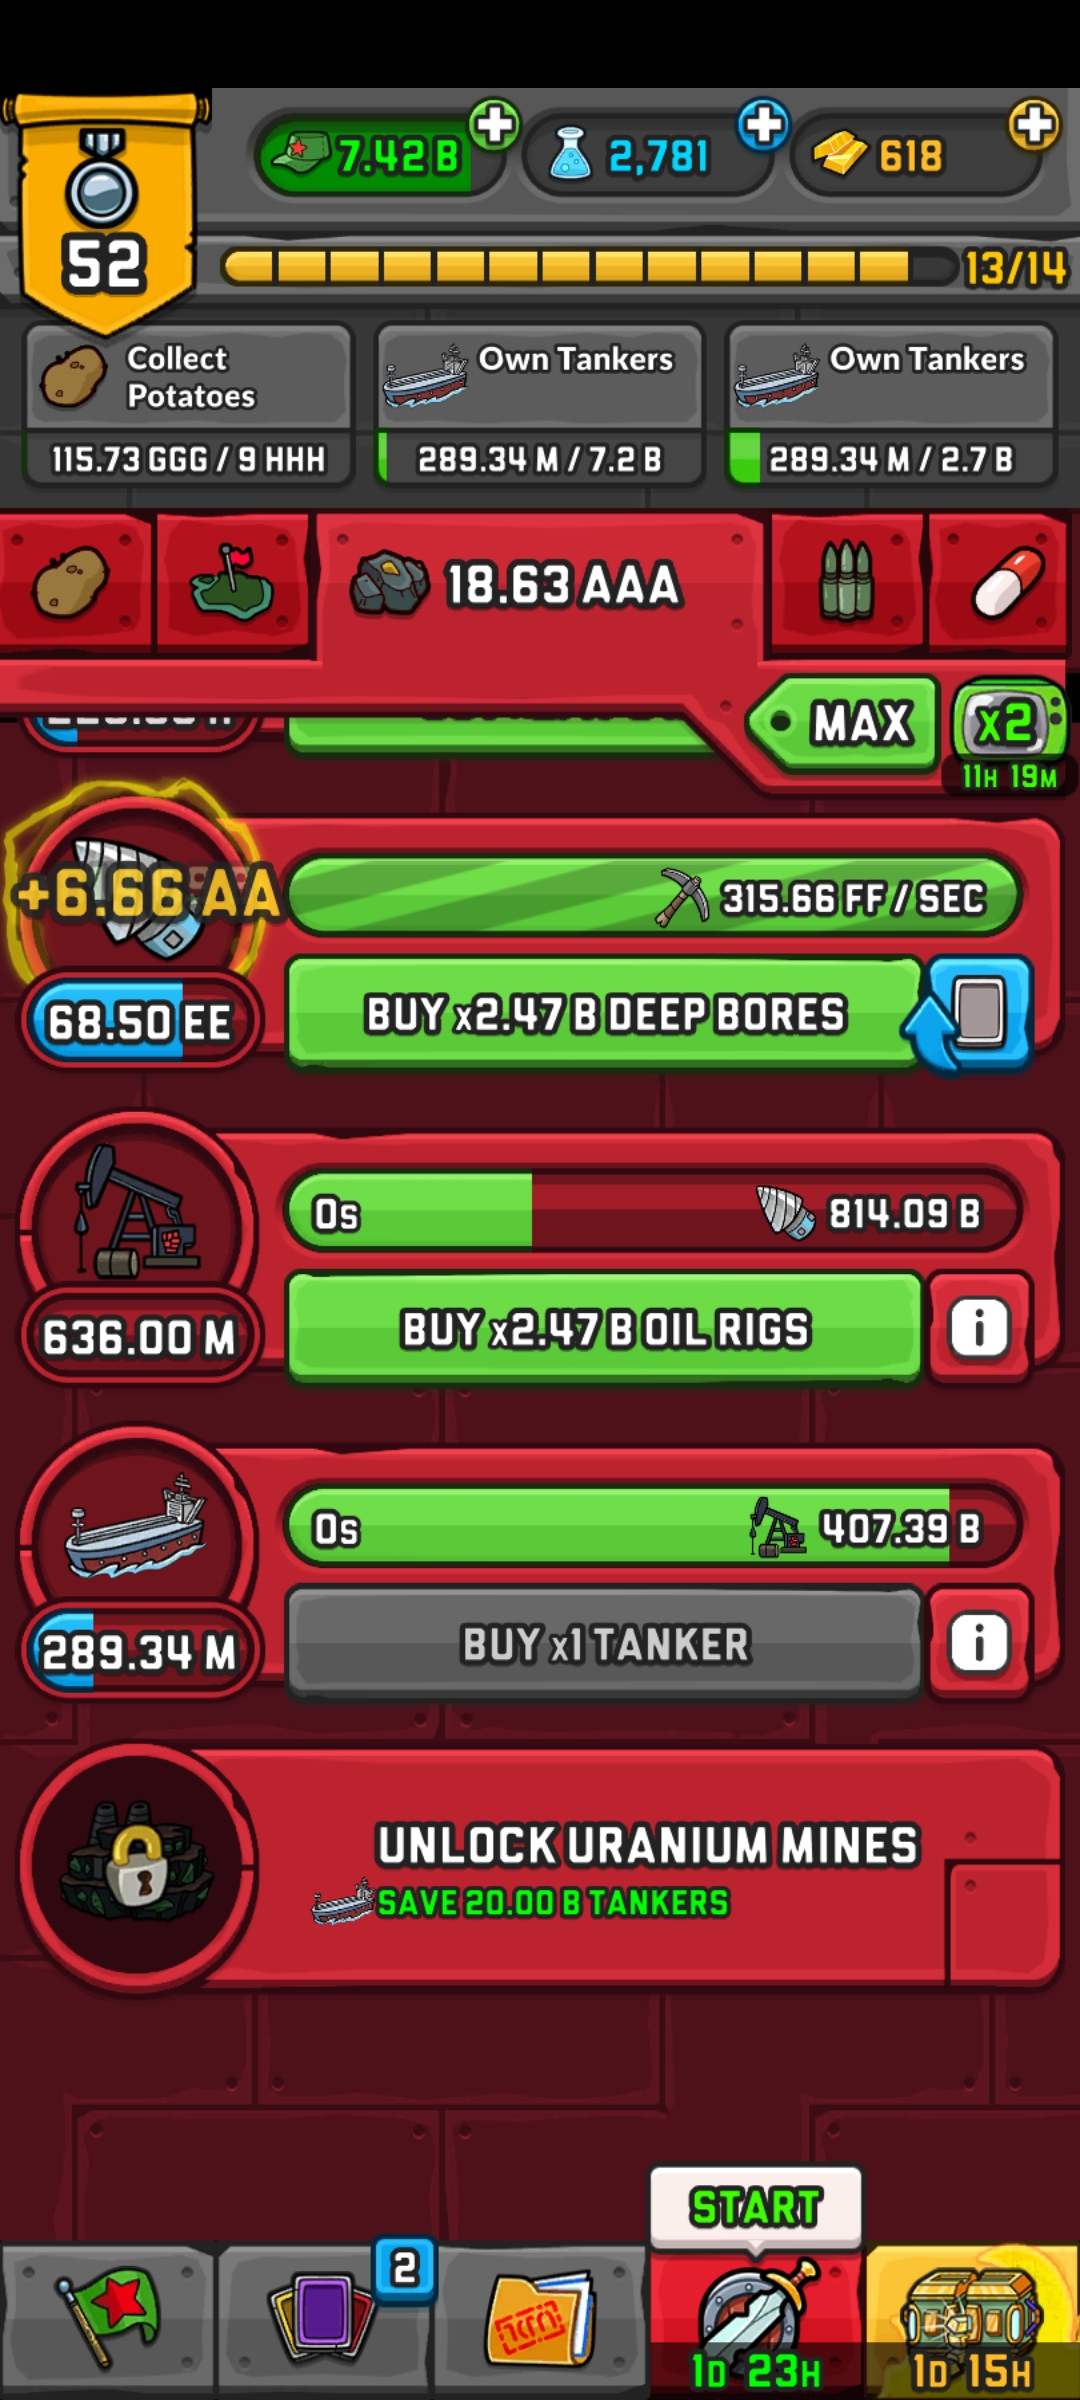 7.42 B
2,781
618
52
13/14
Collect
Potatoes
115.73 GGG / 9 HHH
Own Tankers
289.34 M / 7.2 B
Own Tankers
289.34 M / 2.7 B
18.63 AAA
MAX
x2
11H 19M
+6.66 AA
315.66 FF / SEC
68.50 EE
BUY x2.47 B DEEP BORES
0s
814.09 B
636.00 M
BUY x2.47 B OIL RIGS
i
0s
407.39 B
289.34 M
BUY x1 TANKER
i
UNLOCK URANIUM MINES
SAVE 20.00 B TANKERS
START
2
1D 23H
1D 15H